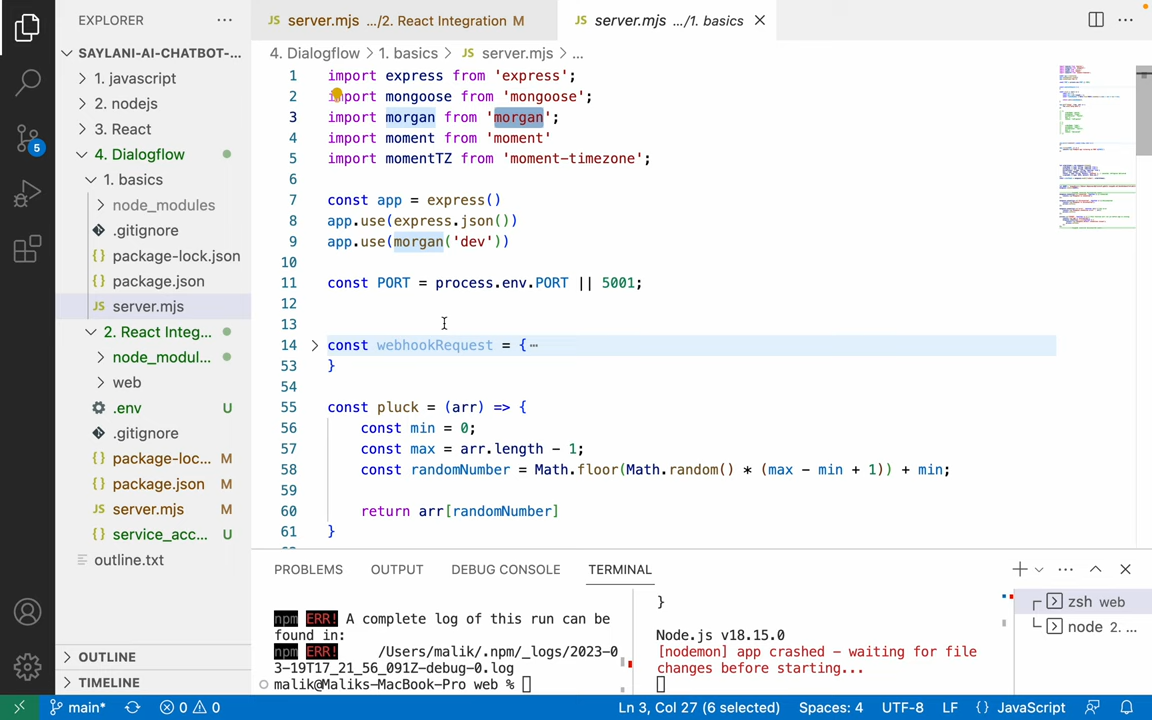 EXPLORER
SAYLANI-AI-CHATBOT-...
1. javascript
2. nodejs
3. React
4. Dialogflow
1. basics
node_modules
.gitignore
package-lock.json
package.json
JS server.mjs
2. React Integ...
node_modul...
web
.env U
.gitignore
package-loc... M
package.json M
JS server.mjs M
service_acc... U
outline.txt
OUTLINE
TIMELINE
5
JS server.mjs .../2. React Integration M
JS server.mjs .../1. basics
4. Dialogflow > 1. basics > JS server.mjs > ...
1 import express from 'express';
2 import mongoose from 'mongoose';
3 import morgan from 'morgan';
4 import moment from 'moment'
5 import momentTZ from 'moment-timezone';
6
7 const app = express()
8 app.use(express.json())
9 app.use(morgan('dev'))
10
11 const PORT = process.env.PORT || 5001;
12
13
14 const webhookRequest = {…
53 }
54
55 const pluck = (arr) => {
56 const min = 0;
57 const max = arr.length - 1;
58 const randomNumber = Math.floor(Math.random() * (max - min + 1)) + min;
59
60 return arr[randomNumber]
61 }
PROBLEMS OUTPUT DEBUG CONSOLE TERMINAL
npm ERR! A complete log of this run can be
found in:
npm ERR! /Users/malik/.npm/_logs/2023-0
3-19T17_21_56_091Z-debug-0.log
malik@Maliks-MacBook-Pro web %
}
Node.js v18.15.0
[nodemon] app crashed - waiting for file
changes before starting...
zsh web
node 2. ...
main* 0 0 Ln 3, Col 27 (6 selected) Spaces: 4 UTF-8 LF {} JavaScript